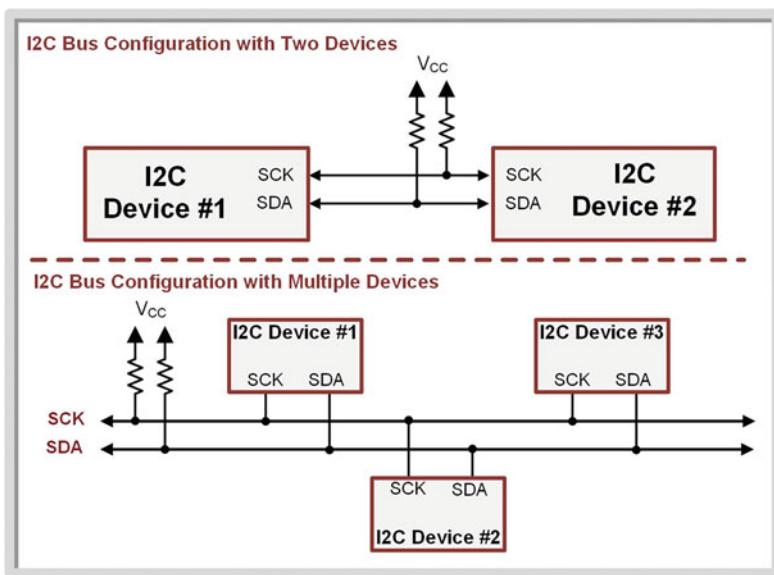 I2C Bus Configuration with Two Devices
VCC
I2C
Device #1
SCK
SDA
SCK
SDA
I2C
Device #2
I2C Bus Configuration with Multiple Devices
VCC
I2C Device #1
SCK SDA
I2C Device #3
SCK SDA
SCK
SDA
SCK SDA
I2C Device #2